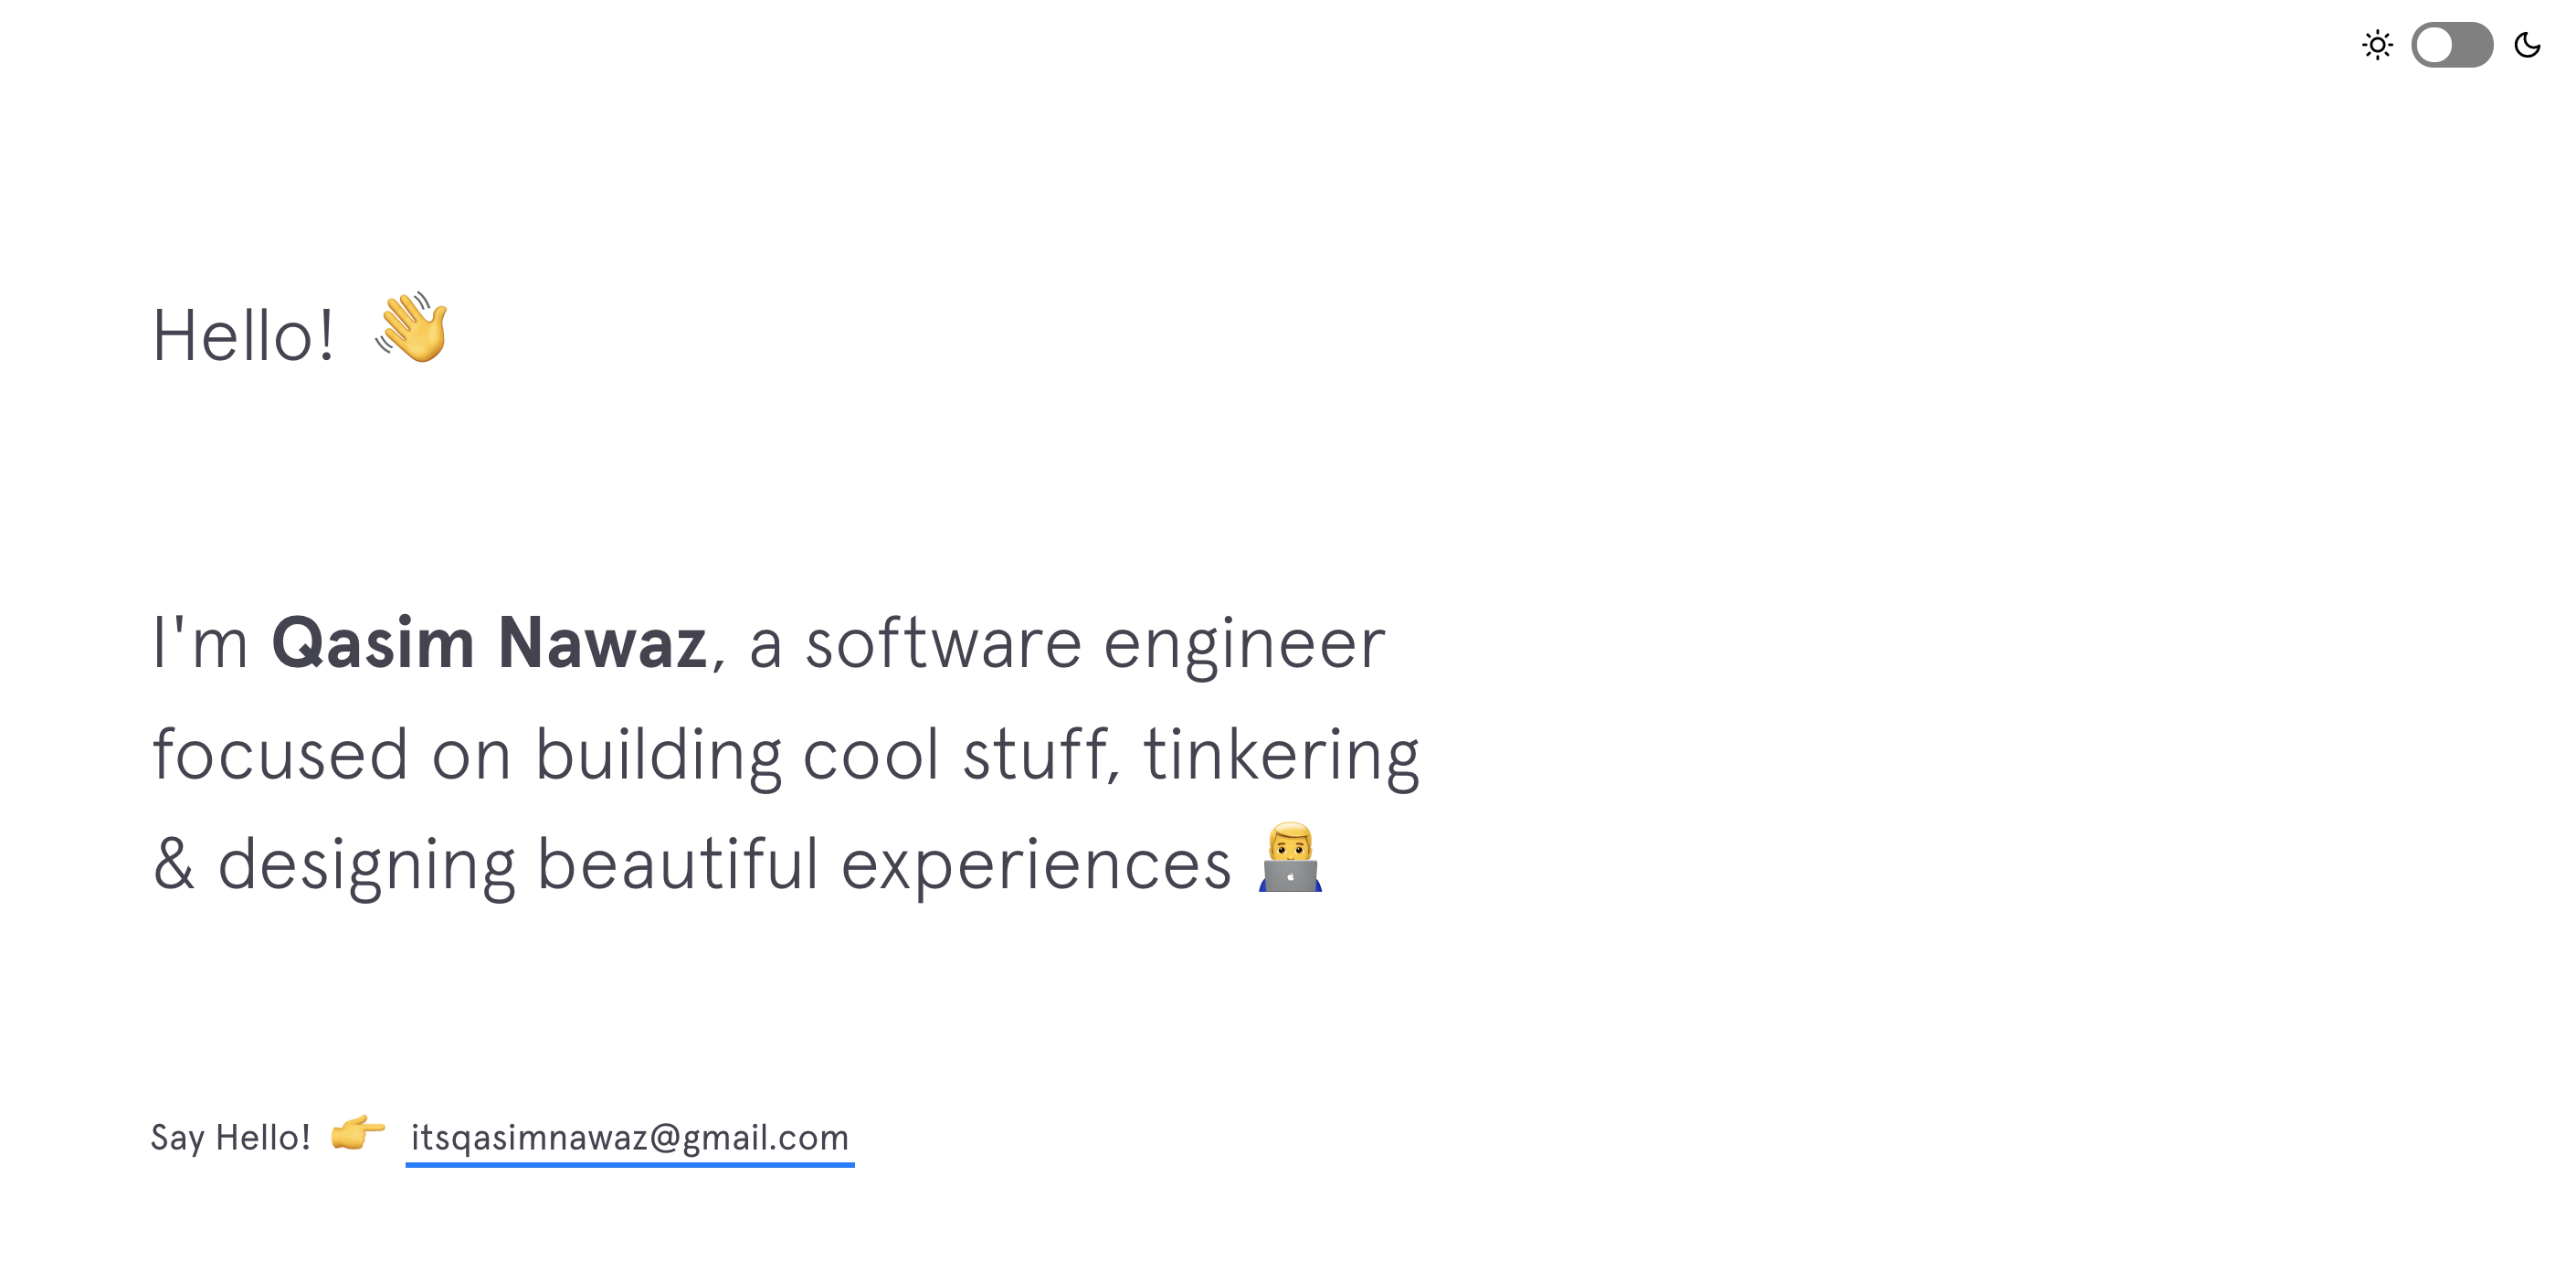 Hello! 👋
I'm Qasim Nawaz, a software engineer
focused on building cool stuff, tinkering
& designing beautiful experiences 👨‍💻
Say Hello! 👉 itsqasimnawaz@gmail.com